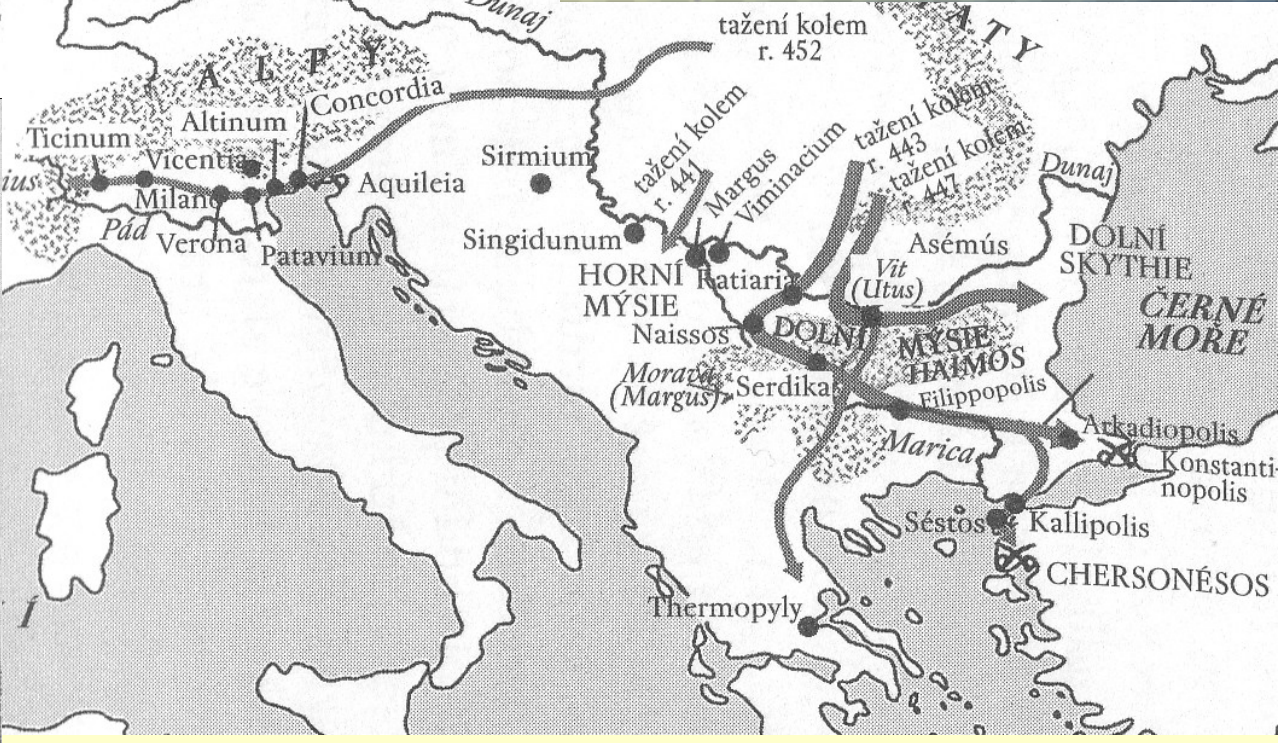 Dunaj
tažení kolem
r. 452
ALPY
Concordia
Altinum
Ticinum
Vicentia
Sirmium
tažení kolem
r. 441
Margus
Viminacium
tažení kolem
r. 443
tažení kolem
r. 447
Dunaj
Aquileia
Milano
Pád
Verona
Patavium
Singidunum
Asémús
DOLNÍ
SKYTHIE
HORNÍ
MÝSIE
Ratiaria
Vit
(Utus)
ČERNÉ
MOŘE
Naissos
DOLNÍ
MÝSIE
HAIMOS
Morava
(Margus)
Serdika
Filippopolis
Marica
Arkadiopolis
Konstanti-
nopolis
Séstos
Kallipolis
CHERSONÉSOS
Thermopyly
Í